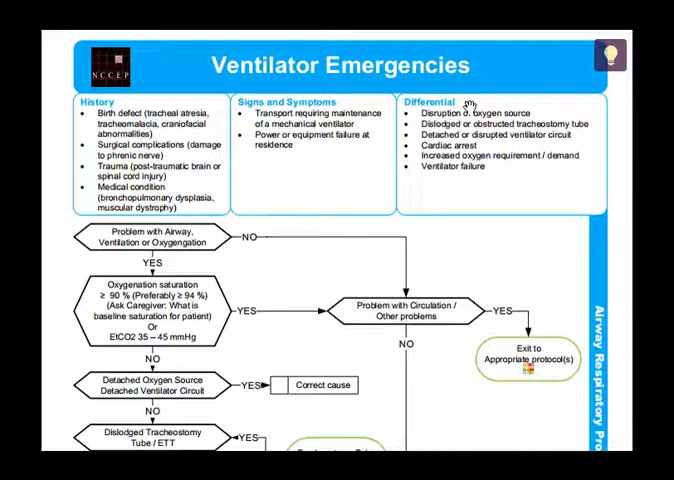 NCCEP
Ventilator Emergencies
History
• Birth defect (tracheal atresia,
tracheomalacia, craniofacial
abnormalities)
• Surgical complications (damage
to phrenic nerve)
• Trauma (post-traumatic brain or
spinal cord injury)
• Medical condition
(bronchopulmonary dysplasia,
muscular dystrophy)
Signs and Symptoms
• Transport requiring maintenance
of a mechanical ventilator
• Power or equipment failure at
residence
Differential
• Disruption of oxygen source
• Dislodged or obstructed tracheostomy tube
• Detached or disrupted ventilator circuit
• Cardiac arrest
• Increased oxygen requirement / demand
• Ventilator failure
Problem with Airway,
Ventilation or Oxygengation
NO
YES
Oxygenation saturation
≥ 90 % (Preferably ≥ 94 %)
(Ask Caregiver: What is
baseline saturation for patient)
Or
EtCO2 35 – 45 mmHg
YES
Problem with Circulation /
Other problems
YES
Exit to
Appropriate protocol(s)
NO
NO
Detached Oxygen Source
Detached Ventilator Circuit
YES
Correct cause
NO
Dislodged Tracheostomy
Tube / ETT
YES
Airway Respiratory Pro